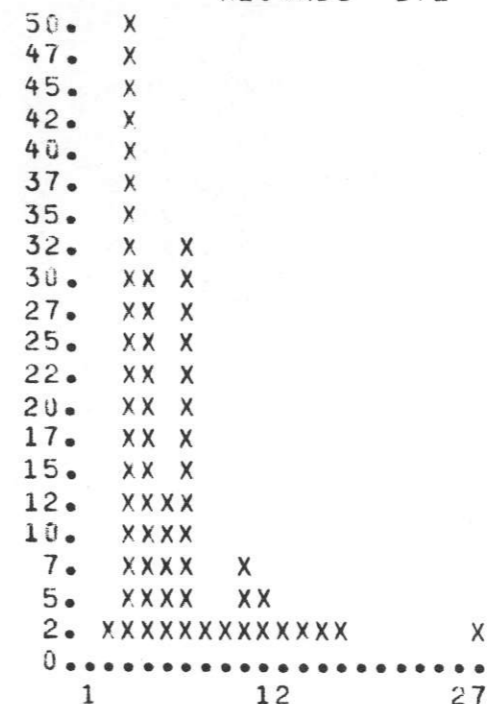 50.   X
47.   X
45.   X
42.   X
40.   X
37.   X
35.   X
32.   X  X
30.   XX X
27.   XX X
25.   XX X
22.   XX X
20.   XX X
17.   XX X
15.   XX X
12.   XXXX
10.   XXXX
7.   XXXX  X
5.   XXXX  XX
2.  XXXXXXXXXXXXX      X
0......................
1         12        27